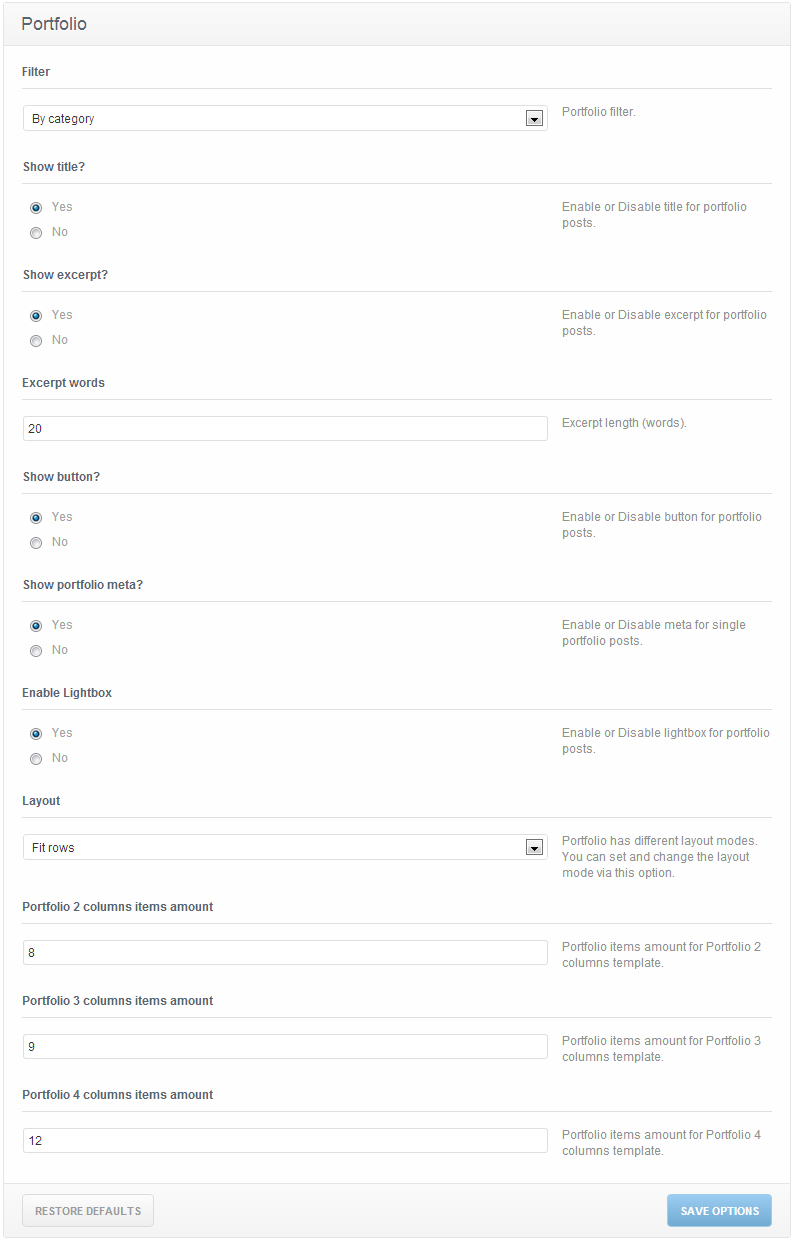 Portfolio
Filter
By category
Portfolio filter.
Show title?
Yes
No
Enable or Disable title for portfolio
posts.
Show excerpt?
Yes
No
Enable or Disable excerpt for portfolio
posts.
Excerpt words
20
Excerpt length (words).
Show button?
Yes
No
Enable or Disable button for portfolio
posts.
Show portfolio meta?
Yes
No
Enable or Disable meta for single
portfolio posts.
Enable Lightbox
Yes
No
Enable or Disable lightbox for portfolio
posts.
Layout
Fit rows
Portfolio has different layout modes.
You can set and change the layout
mode via this option.
Portfolio 2 columns items amount
8
Portfolio items amount for Portfolio 2
columns template.
Portfolio 3 columns items amount
9
Portfolio items amount for Portfolio 3
columns template.
Portfolio 4 columns items amount
12
Portfolio items amount for Portfolio 4
columns template.
RESTORE DEFAULTS
SAVE OPTIONS